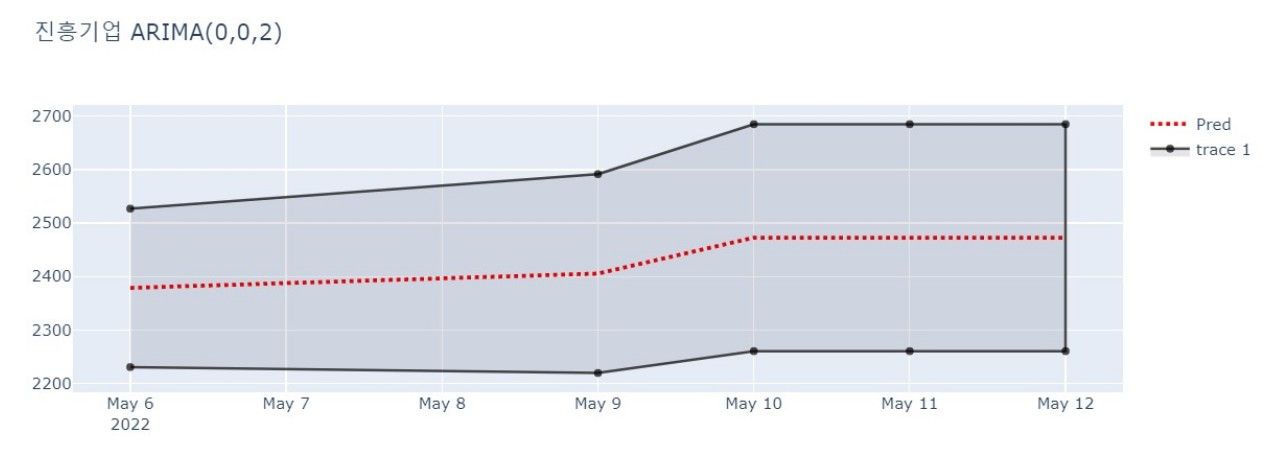 진흥기업 ARIMA(0,0,2)
2700
2600
2500
2400
2300
2200
May 6
2022
May 7
May 8
May 9
May 10
May 11
May 12
Pred
trace 1